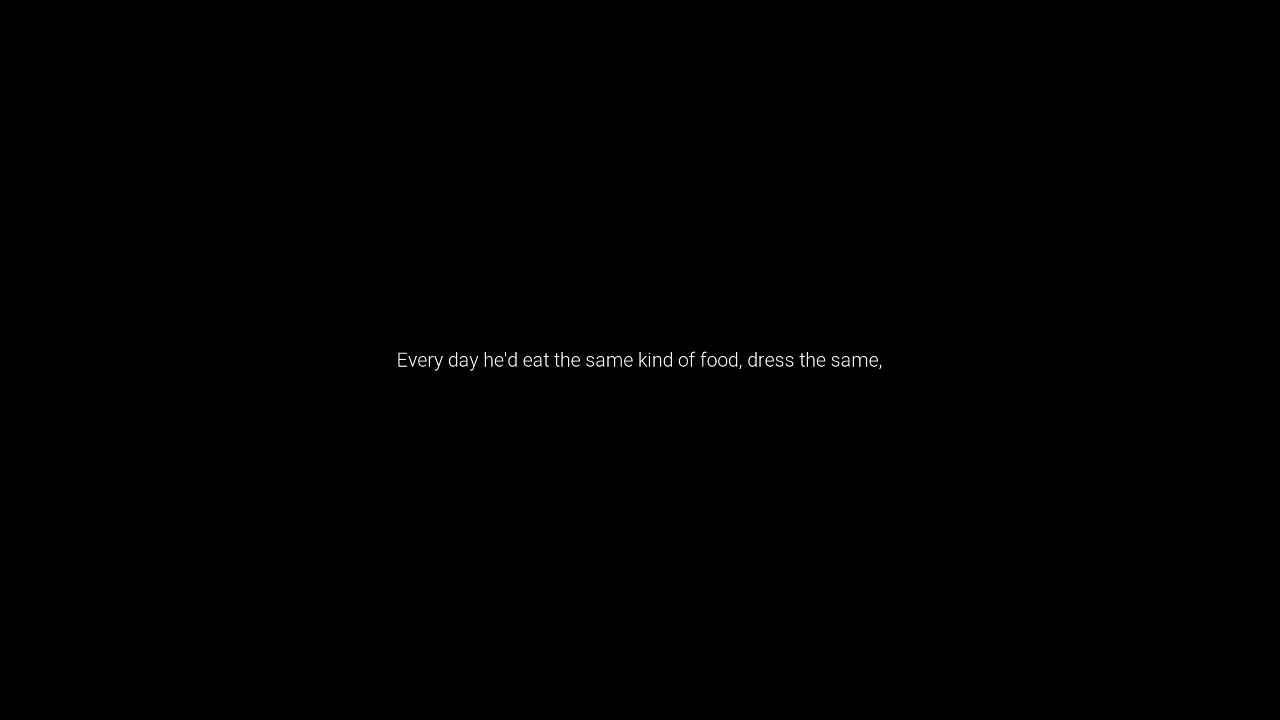 Every day he'd eat the same kind of food, dress the same,